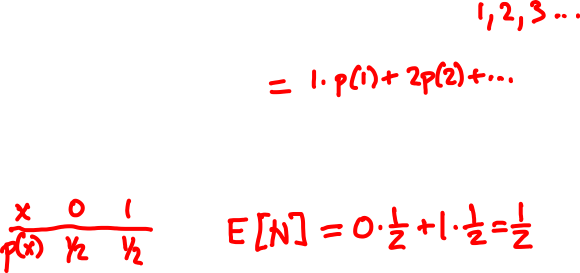 1, 2, 3 ...
= 1 · p(1) + 2p(2) + ...
x 0 1
p(x) 1/2 1/2
E[N] = 0 · 1/2 + 1 · 1/2 = 1/2